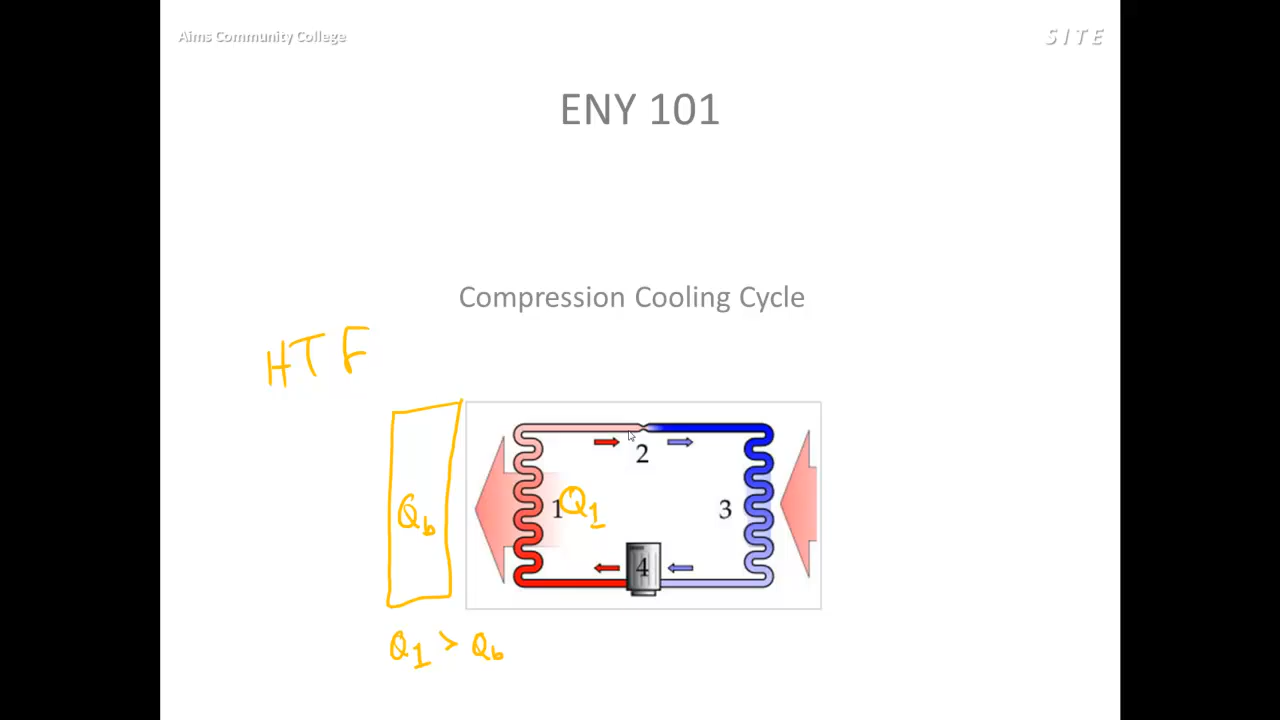 Aims Community College
SITE
ENY 101
Compression Cooling Cycle
HTF
2
Qb
1 Q1
3
4
Q1 > Qb